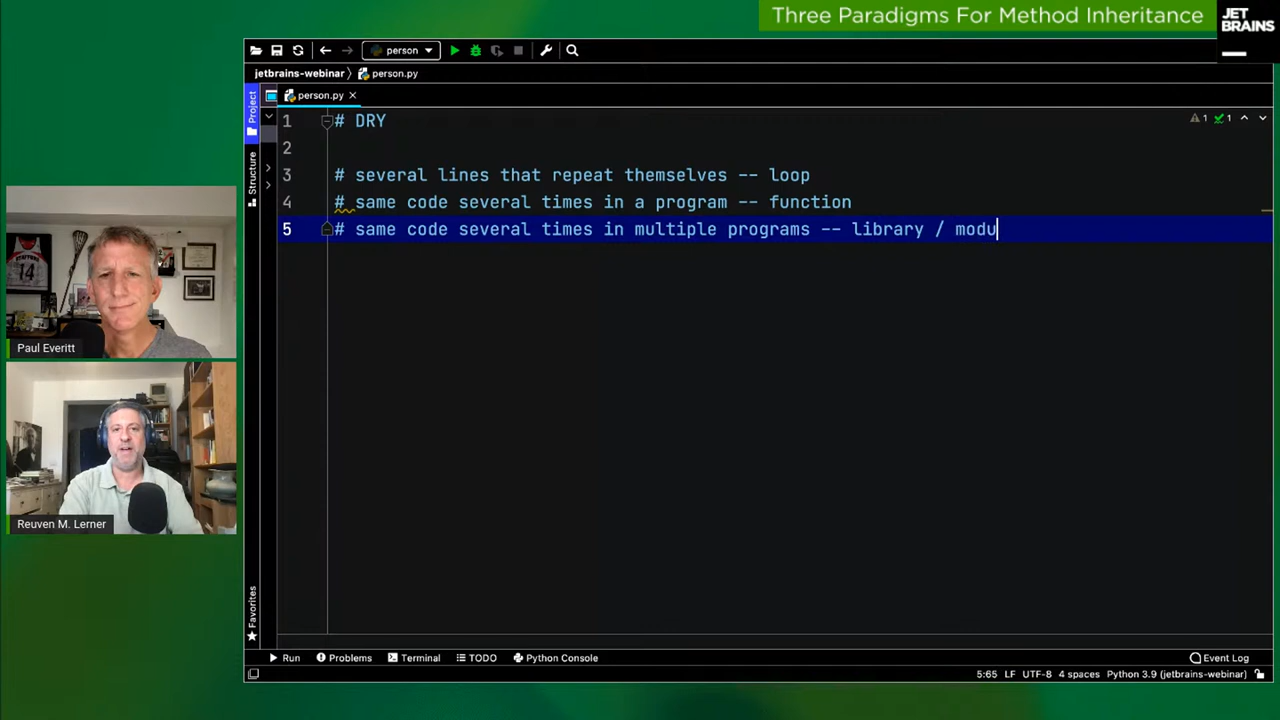 Three Paradigms For Method Inheritance
JET
BRAINS
person
jetbrains-webinar
person.py
Project
Structure
Favorites
person.py
1 # DRY
1
1
2
3 # several lines that repeat themselves -- loop
4 # same code several times in a program -- function
5 # same code several times in multiple programs -- library / modu
14
Paul Everitt
Reuven M. Lerner
Run
Problems
Terminal
TODO
Python Console
Event Log
5:65 LF UTF-8 4 spaces Python 3.9 (jetbrains-webinar)